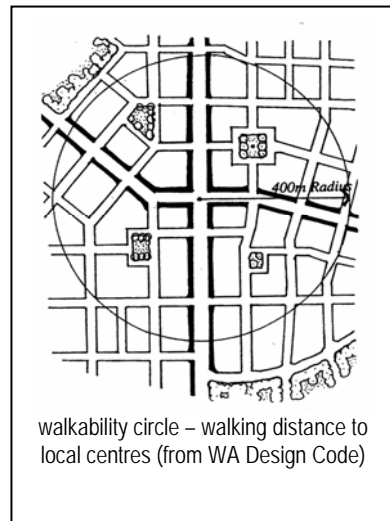 400m Radius
walkability circle – walking distance to
local centres (from WA Design Code)